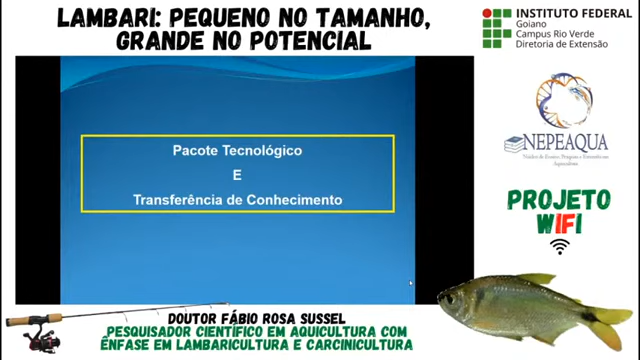 LAMBARI: PEQUENO NO TAMANHO,
GRANDE NO POTENCIAL
INSTITUTO FEDERAL
Goiano
Campus Rio Verde
Diretoria de Extensão
Pacote Tecnológico
E
Transferência de Conhecimento
NEPEAQUA
PROJETO
WIFI
DOUTOR FÁBIO ROSA SUSSEL
PESQUISADOR CIENTÍFICO EM AQUICULTURA COM
ÊNFASE EM LAMBARICULTURA E CARCINICULTURA